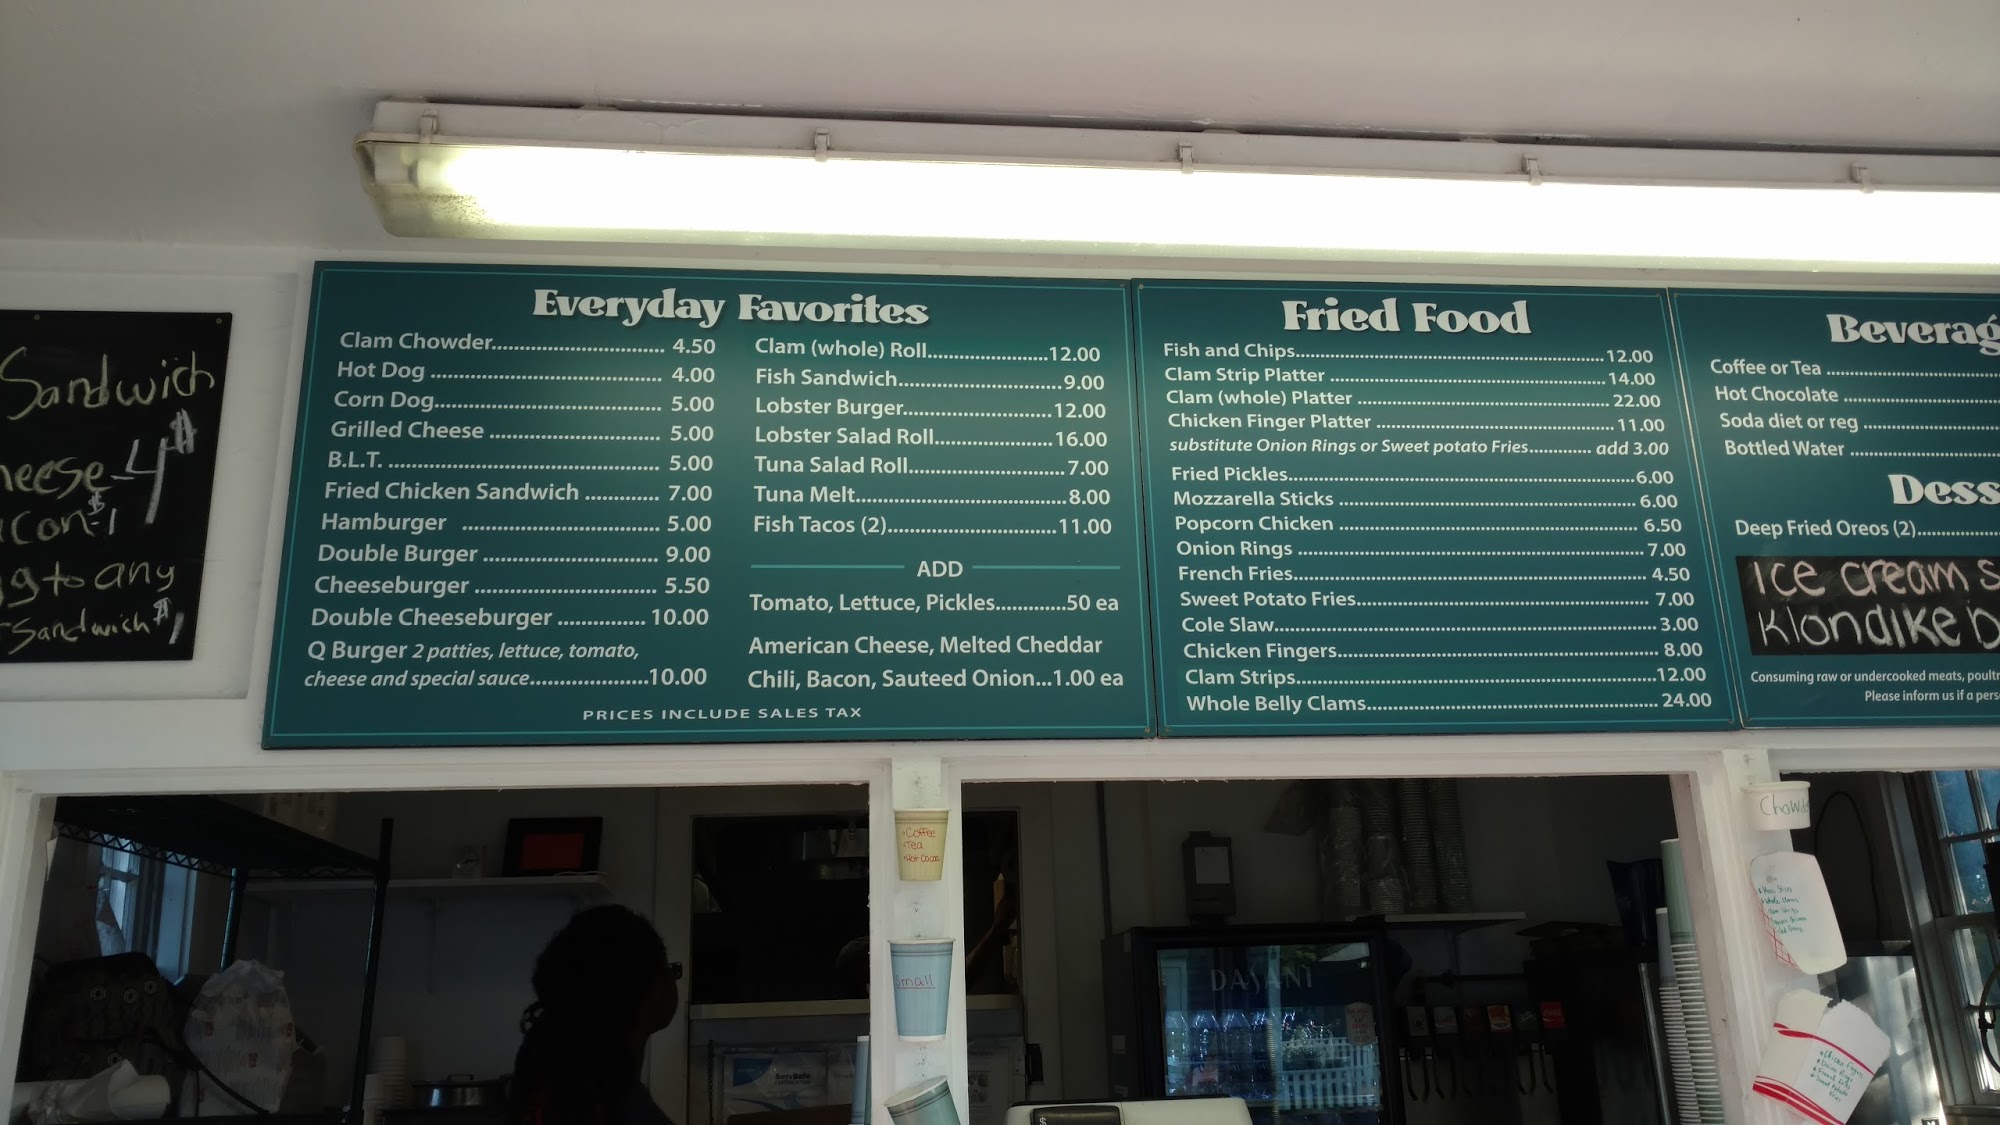 Sandwich
heese-4$
con-$1
g to any
Sandwich $1
Everyday Favorites
Clam Chowder............................ 4.50
Hot Dog ...................................... 4.00
Corn Dog..................................... 5.00
Grilled Cheese ............................ 5.00
B.L.T. ............................................ 5.00
Fried Chicken Sandwich ............ 7.00
Hamburger ................................ 5.00
Double Burger ............................ 9.00
Cheeseburger ............................. 5.50
Double Cheeseburger .............. 10.00
Q Burger 2 patties, lettuce, tomato,
cheese and special sauce....................10.00
Clam (whole) Roll......................12.00
Fish Sandwich...........................9.00
Lobster Burger.........................12.00
Lobster Salad Roll....................16.00
Tuna Salad Roll..........................7.00
Tuna Melt...................................8.00
Fish Tacos (2)............................11.00
ADD
Tomato, Lettuce, Pickles.............50 ea
American Cheese, Melted Cheddar
Chili, Bacon, Sauteed Onion...1.00 ea
PRICES INCLUDE SALES TAX
Fried Food
Fish and Chips.....................................................12.00
Clam Strip Platter ...............................................14.00
Clam (whole) Platter ............................................ 22.00
Chicken Finger Platter .........................................11.00
substitute Onion Rings or Sweet potato Fries............ add 3.00
Fried Pickles..........................................................6.00
Mozzarella Sticks .................................................. 6.00
Popcorn Chicken .................................................. 6.50
Onion Rings ..........................................................7.00
French Fries........................................................... 4.50
Sweet Potato Fries................................................. 7.00
Cole Slaw............................................................... 3.00
Chicken Fingers..................................................... 8.00
Clam Strips............................................................12.00
Whole Belly Clams................................................ 24.00
Beverag
Coffee or Tea ..............................
Hot Chocolate ............................
Soda diet or reg .........................
Bottled Water ............................
Dess
Deep Fried Oreos (2)..................
Ice cream s
Klondike b
Consuming raw or undercooked meats, poultr
Please inform us if a pers
Coffee
Tea
Hot Cocoa
Small
Chowde
DASANI
ServSafe